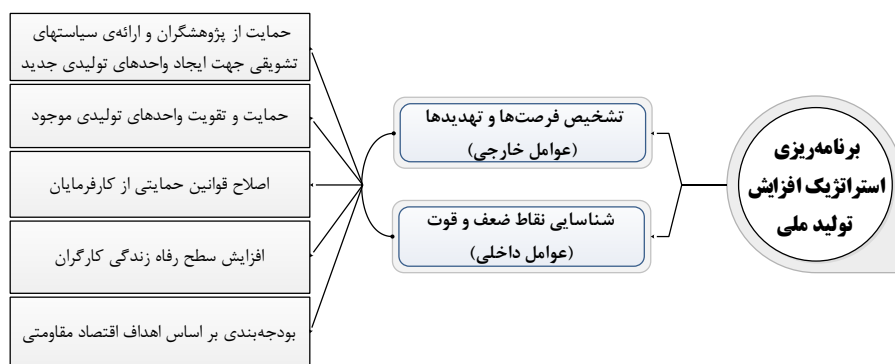 برنامه‌ریزی
استراتژیک افزایش
تولید ملی
تشخیص فرصت‌ها و تهدیدها
(عوامل خارجی)
شناسایی نقاط ضعف و قوت
(عوامل داخلی)
حمایت از پژوهشگران و ارائه‌ی سیاستهای
تشویقی جهت ایجاد واحدهای تولیدی جدید
حمایت و تقویت واحدهای تولیدی موجود
اصلاح قوانین حمایتی از کارفرمایان
افزایش سطح رفاه زندگی کارگران
بودجه‌بندی بر اساس اهداف اقتصاد مقاومتی